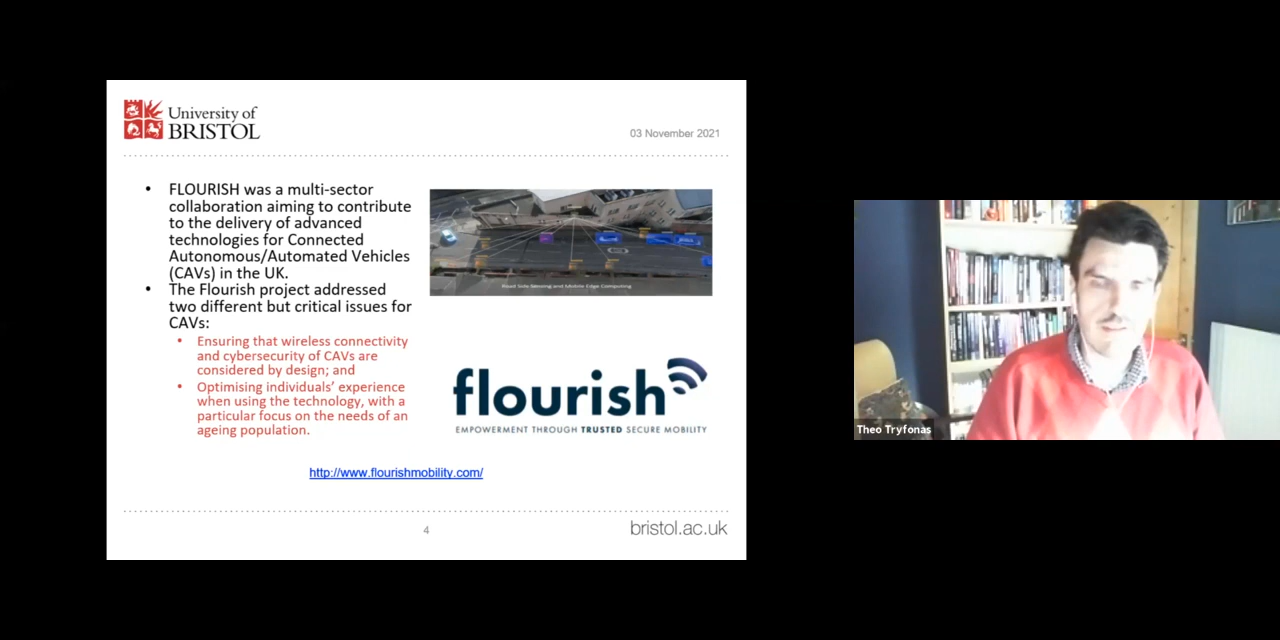 University of
BRISTOL
03 November 2021
• FLOURISH was a multi-sector
collaboration aiming to contribute
to the delivery of advanced
technologies for Connected
Autonomous/Automated Vehicles
(CAVs) in the UK.
• The Flourish project addressed
two different but critical issues for
CAVs:
• Ensuring that wireless connectivity
and cybersecurity of CAVs are
considered by design; and
• Optimising individuals’ experience
when using the technology, with a
particular focus on the needs of an
ageing population.
Road Side Sensing and Mobile Edge Computing
flourish
EMPOWERMENT THROUGH TRUSTED SECURE MOBILITY
http://www.flourishmobility.com/
4
bristol.ac.uk
Theo Tryfonas